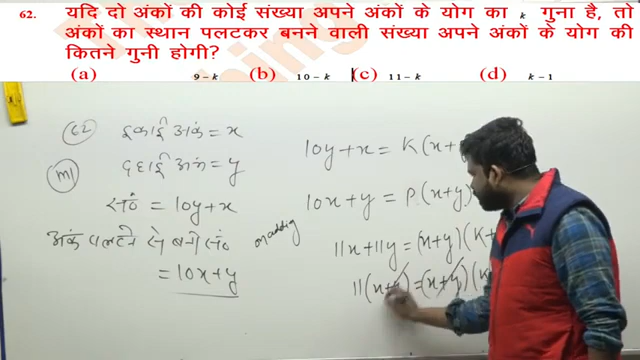 62. यदि दो अंकों की कोई संख्या अपने अंकों के योग का k गुना है, तो
अंकों का स्थान पलटकर बनने वाली संख्या अपने अंकों के योग की
कितने गुनी होगी?
(a) 9-k (b) 10-k (c) 11-k (d) k-1
62 इकाई अंक = x
M1 दहाई अंक = y
सं० = 10y+x
अंक पलटने से बनी सं०
= 10x+y
10y+x = K(x+
10x+y = P(x+y)
on adding
11x+11y = (x+y)(K+
11(x+y) = (x+y)(K